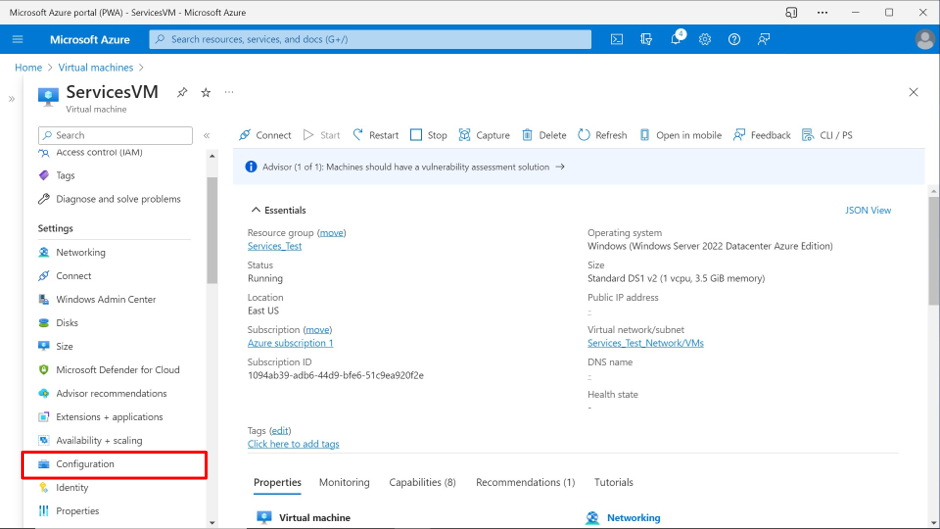 Microsoft Azure portal (PWA) - ServicesVM - Microsoft Azure
Microsoft Azure
Search resources, services, and docs (G+/)
4
Home > Virtual machines >
ServicesVM
Virtual machine
Search
Access control (IAM)
Tags
Diagnose and solve problems
Settings
Networking
Connect
Windows Admin Center
Disks
Size
Microsoft Defender for Cloud
Advisor recommendations
Extensions + applications
Availability + scaling
Configuration
Identity
Properties
Connect Start Restart Stop Capture Delete Refresh Open in mobile Feedback CLI / PS
Advisor (1 of 1): Machines should have a vulnerability assessment solution →
Essentials
JSON View
Resource group (move)
Services_Test
Status
Running
Location
East US
Subscription (move)
Azure subscription 1
Subscription ID
1094ab39-adb6-44d9-bfe6-51c9ea920f2e
Operating system
Windows (Windows Server 2022 Datacenter Azure Edition)
Size
Standard DS1 v2 (1 vcpu, 3.5 GiB memory)
Public IP address
-
Virtual network/subnet
Services_Test_Network/VMs
DNS name
-
Health state
-
Tags (edit)
Click here to add tags
Properties Monitoring Capabilities (8) Recommendations (1) Tutorials
Virtual machine
Networking